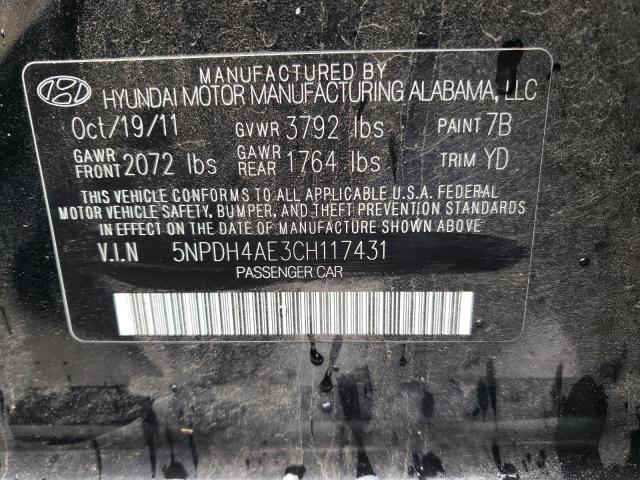 MANUFACTURED BY
HYUNDAI MOTOR MANUFACTURING ALABAMA, LLC
Oct/19/11 GVWR 3792 lbs PAINT 7B
GAWR FRONT 2072 lbs GAWR REAR 1764 lbs TRIM YD
THIS VEHICLE CONFORMS TO ALL APPLICABLE U.S.A. FEDERAL
MOTOR VEHICLE SAFETY, BUMPER, AND THEFT PREVENTION STANDARDS
IN EFFECT ON THE DATE OF MANUFACTURE SHOWN ABOVE
V.I.N 5NPDH4AE3CH117431
PASSENGER CAR